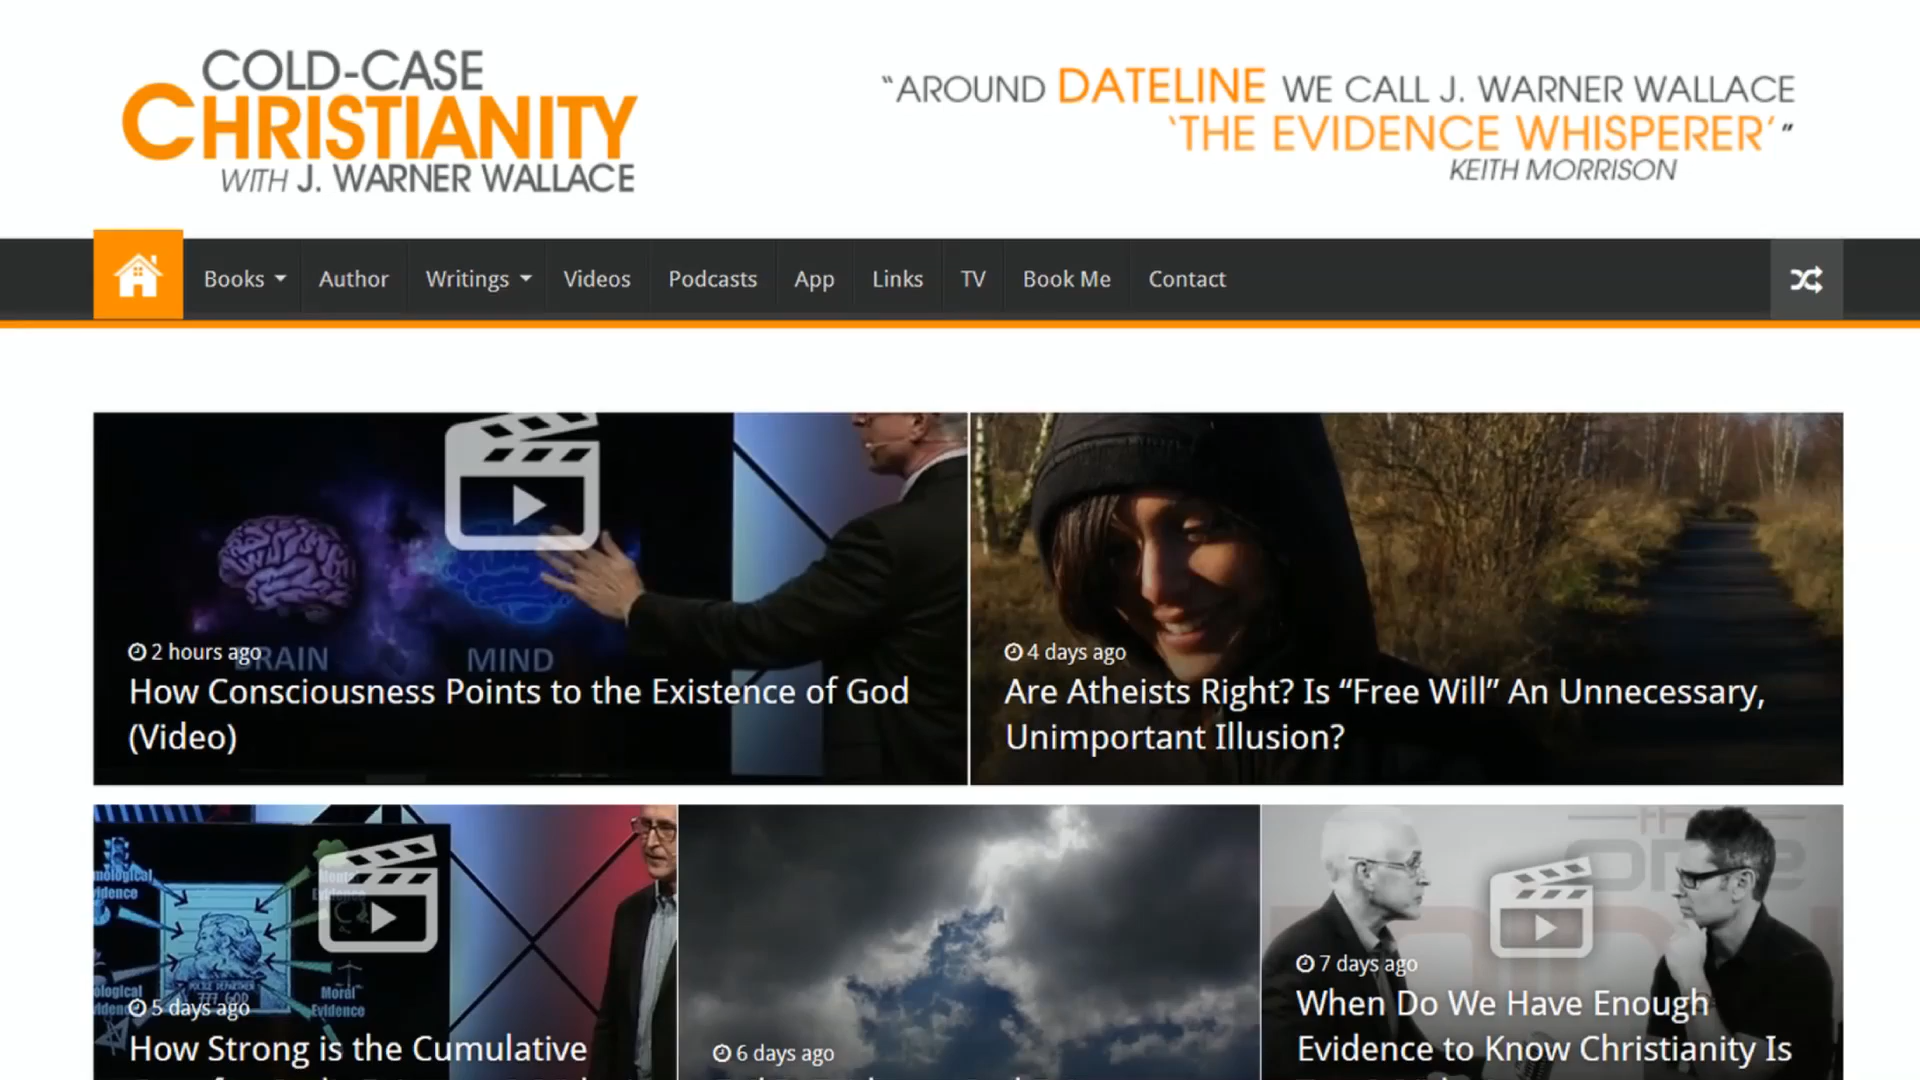 COLD-CASE
CHRISTIANITY
WITH J. WARNER WALLACE
“AROUND DATELINE WE CALL J. WARNER WALLACE
‘THE EVIDENCE WHISPERER’”
KEITH MORRISON
Books
Author
Writings
Videos
Podcasts
App
Links
TV
Book Me
Contact
BRAIN
MIND
2 hours ago
How Consciousness Points to the Existence of God
(Video)
4 days ago
Are Atheists Right? Is “Free Will” An Unnecessary,
Unimportant Illusion?
Evidence
Moral
Evidence
5 days ago
How Strong is the Cumulative
6 days ago
7 days ago
When Do We Have Enough
Evidence to Know Christianity Is